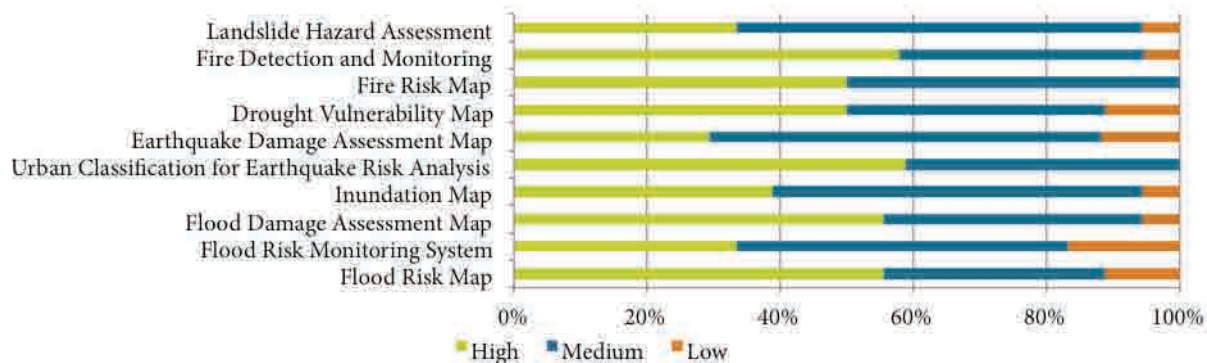 Landslide Hazard Assessment
Fire Detection and Monitoring
Fire Risk Map
Drought Vulnerability Map
Earthquake Damage Assessment Map
Urban Classification for Earthquake Risk Analysis
Inundation Map
Flood Damage Assessment Map
Flood Risk Monitoring System
Flood Risk Map
0% 20% 40% 60% 80% 100%
High Medium Low